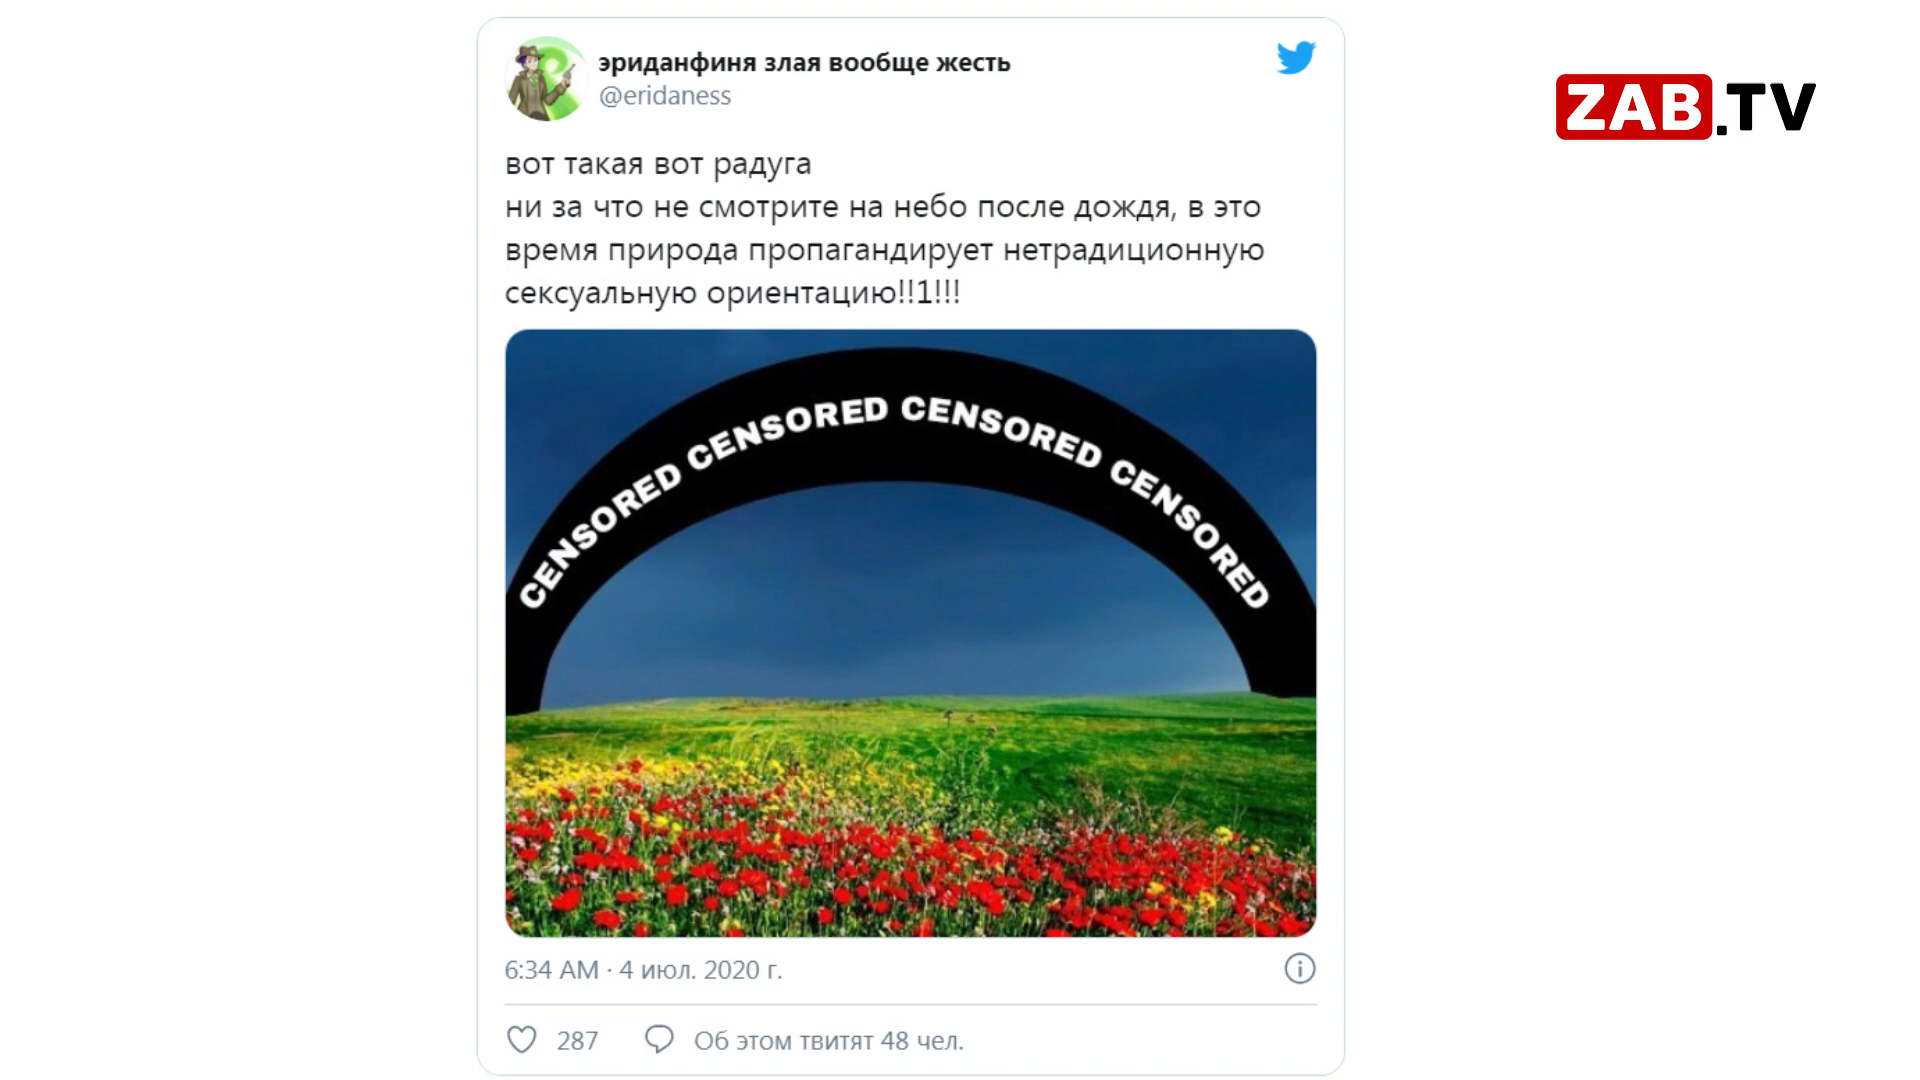 эриданфиня злая вообще жесть
@eridaness
ZAB.TV
вот такая вот радуга
ни за что не смотрите на небо после дождя, в это
время природа пропагандирует нетрадиционную
сексуальную ориентацию!!1!!!
CENSORED CENSORED CENSORED CENSORED
6:34 AM · 4 июл. 2020 г.
287 Об этом твитят 48 чел.